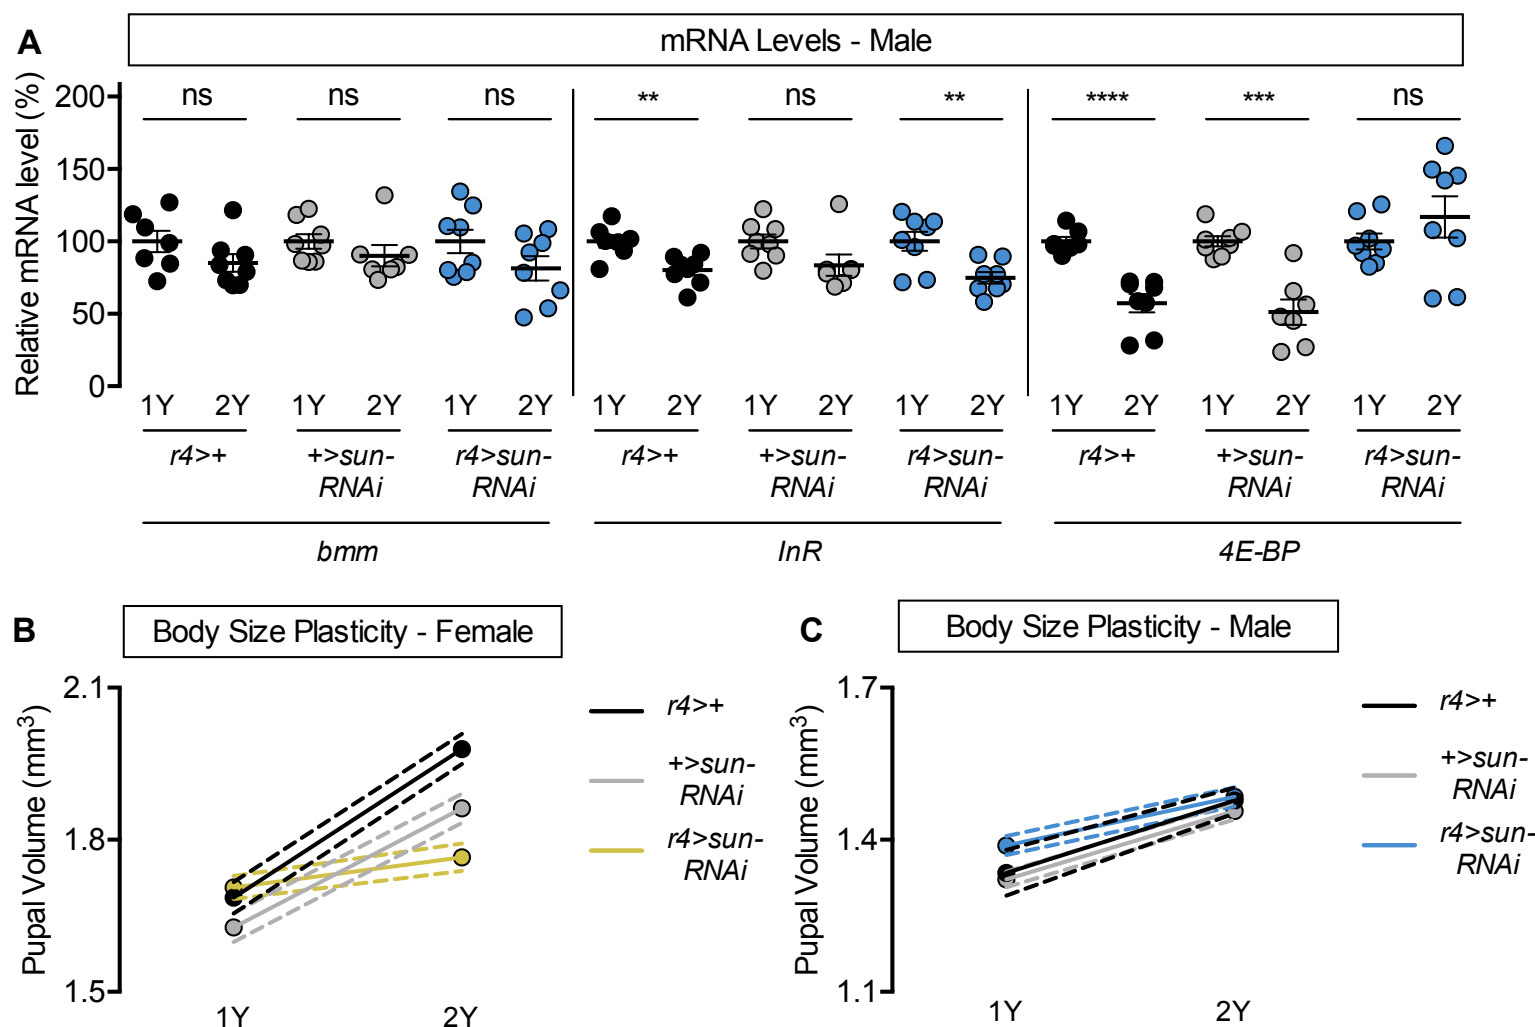 A
mRNA Levels - Male
Relative mRNA level (%)
200
150
100
50
0
ns ns ns ** ns ** **** *** ns
1Y 2Y 1Y 2Y 1Y 2Y 1Y 2Y 1Y 2Y 1Y 2Y 1Y 2Y 1Y 2Y 1Y 2Y
r4>+ +>sun- r4>sun- r4>+ +>sun- r4>sun- r4>+ +>sun- r4>sun-
RNAi RNAi RNAi RNAi RNAi RNAi
bmm InR 4E-BP
B
Body Size Plasticity - Female
Pupal Volume (mm3)
2.1
1.8
1.5
1Y 2Y
r4>+
+>sun-
RNAi
r4>sun-
RNAi
C
Body Size Plasticity - Male
Pupal Volume (mm3)
1.7
1.4
1.1
1Y 2Y
r4>+
+>sun-
RNAi
r4>sun-
RNAi